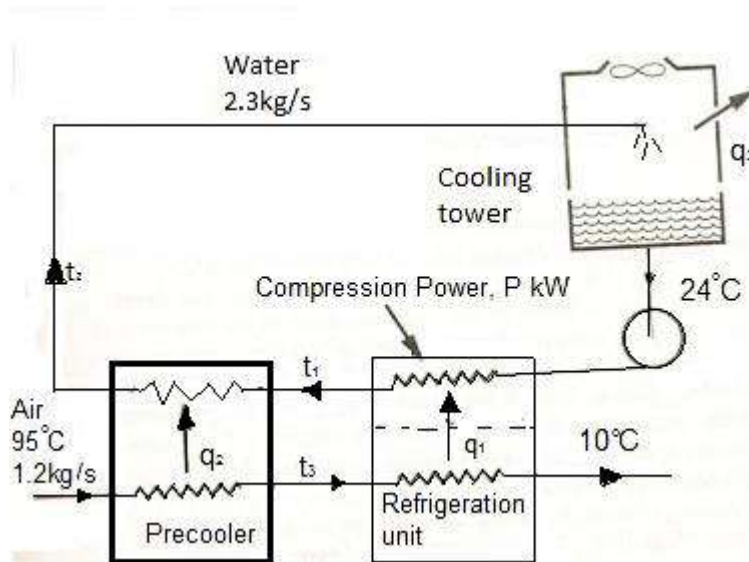 Water
2.3kg/s
Cooling
tower
Compression Power, P kW
24°C
Air
95°C
1.2kg/s
t₁
t₃
q₂
q₁
10°C
Precooler
Refrigeration
unit